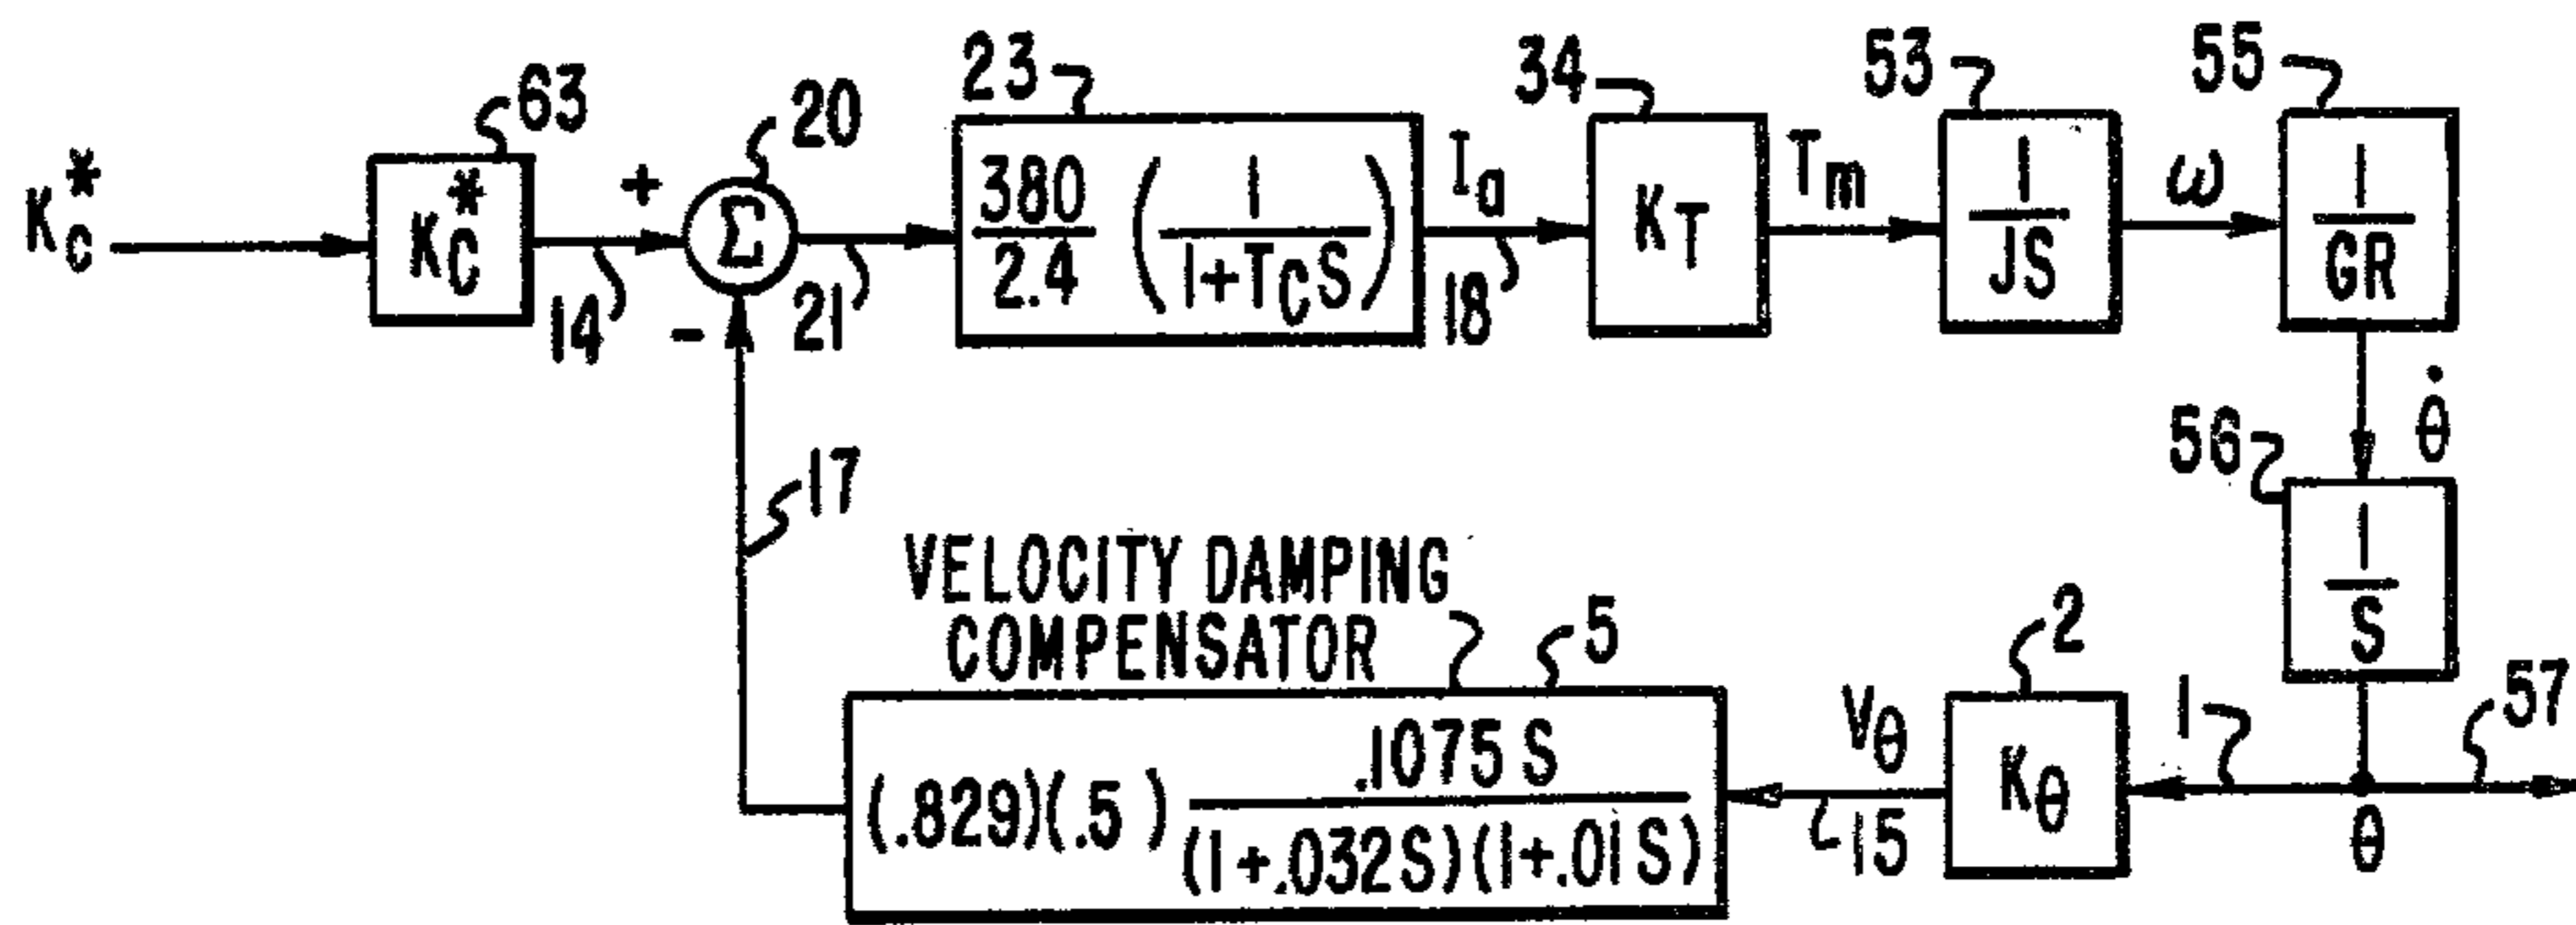 63
20
23
34
53
55
K*c
K*C
+
14
Σ
-
21
380/2.4 (1/(1+TCS))
Ia
18
KT
Tm
1/JS
ω
1/GR
θ̇
56
1/S
17
VELOCITY DAMPING
COMPENSATOR
5
(.829)(.5) .1075S/((1+.032S)(1+.01S))
Vθ
15
2
Kθ
1
θ
57